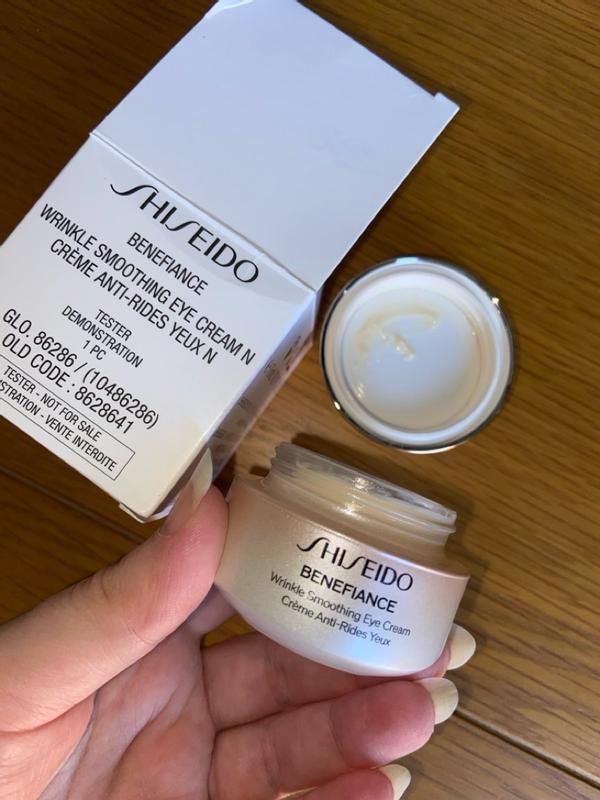 SHISEIDO
BENEFIANCE
WRINKLE SMOOTHING EYE CREAM N
CRÈME ANTI-RIDES YEUX N
TESTER
DEMONSTRATION
1 PC
GLO. 86286 / (10486286)
OLD CODE : 8628641
TESTER - NOT FOR SALE
STRATION - VENTE INTERDITE
SHISEIDO
BENEFIANCE
Wrinkle Smoothing Eye Cream
Crème Anti-Rides Yeux